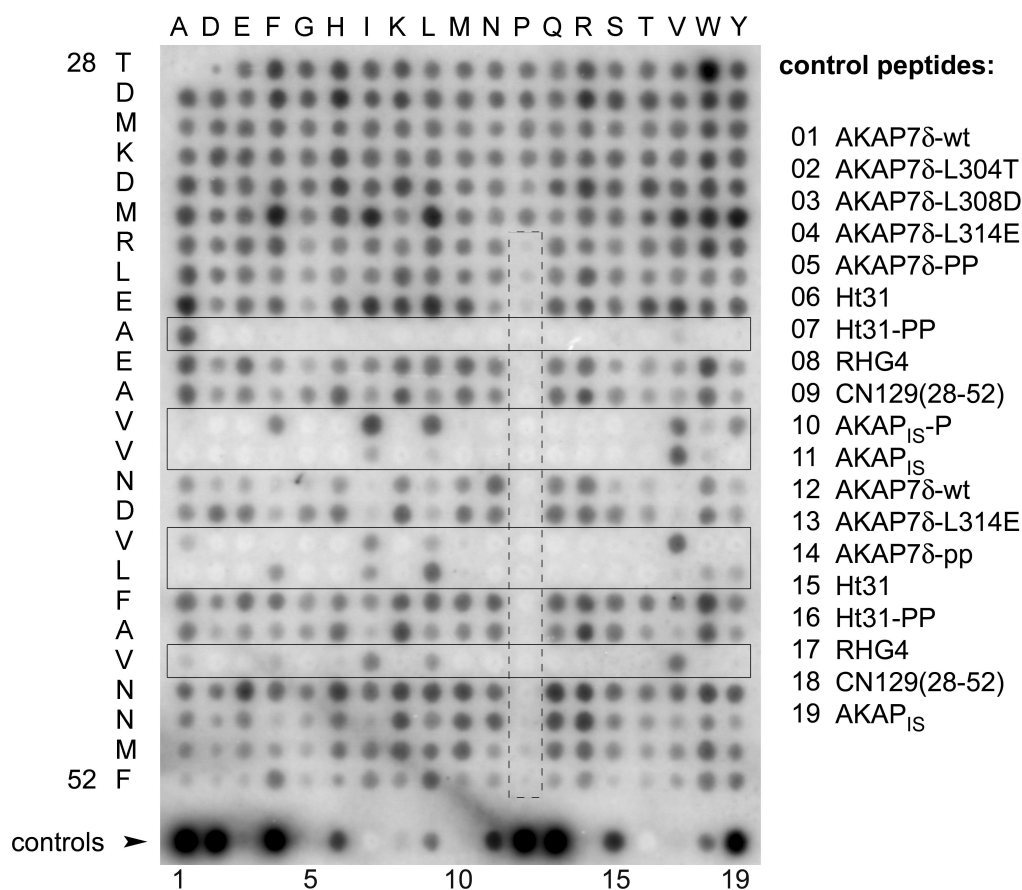 A D E F G H I K L M N P Q R S T V W Y
28 T
control peptides:
D
M
01 AKAP7δ-wt
K
02 AKAP7δ-L304T
D
03 AKAP7δ-L308D
M
04 AKAP7δ-L314E
R
05 AKAP7δ-PP
L
06 Ht31
E
07 Ht31-PP
A
08 RHG4
E
09 CN129(28-52)
A
10 AKAPIS-P
V
11 AKAPIS
V
12 AKAP7δ-wt
N
13 AKAP7δ-L314E
D
14 AKAP7δ-pp
V
15 Ht31
L
16 Ht31-PP
F
17 RHG4
A
18 CN129(28-52)
V
19 AKAPIS
N
N
M
52 F
controls ➤
1 5 10 15 19